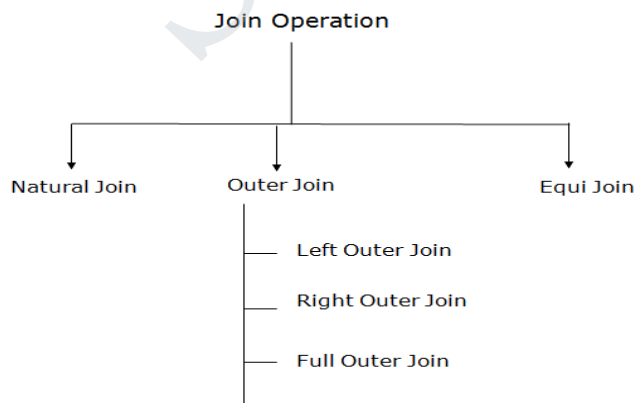 Join Operation
Natural Join
Outer Join
Equi Join
Left Outer Join
Right Outer Join
Full Outer Join